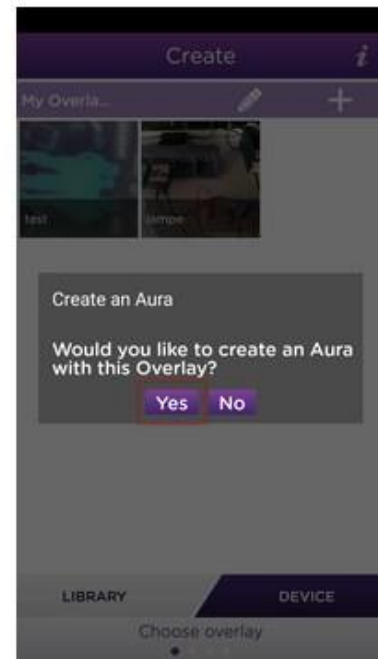 Create i
My Overla...
test lampe
Create an Aura
Would you like to create an Aura
with this Overlay?
Yes No
LIBRARY DEVICE
Choose overlay